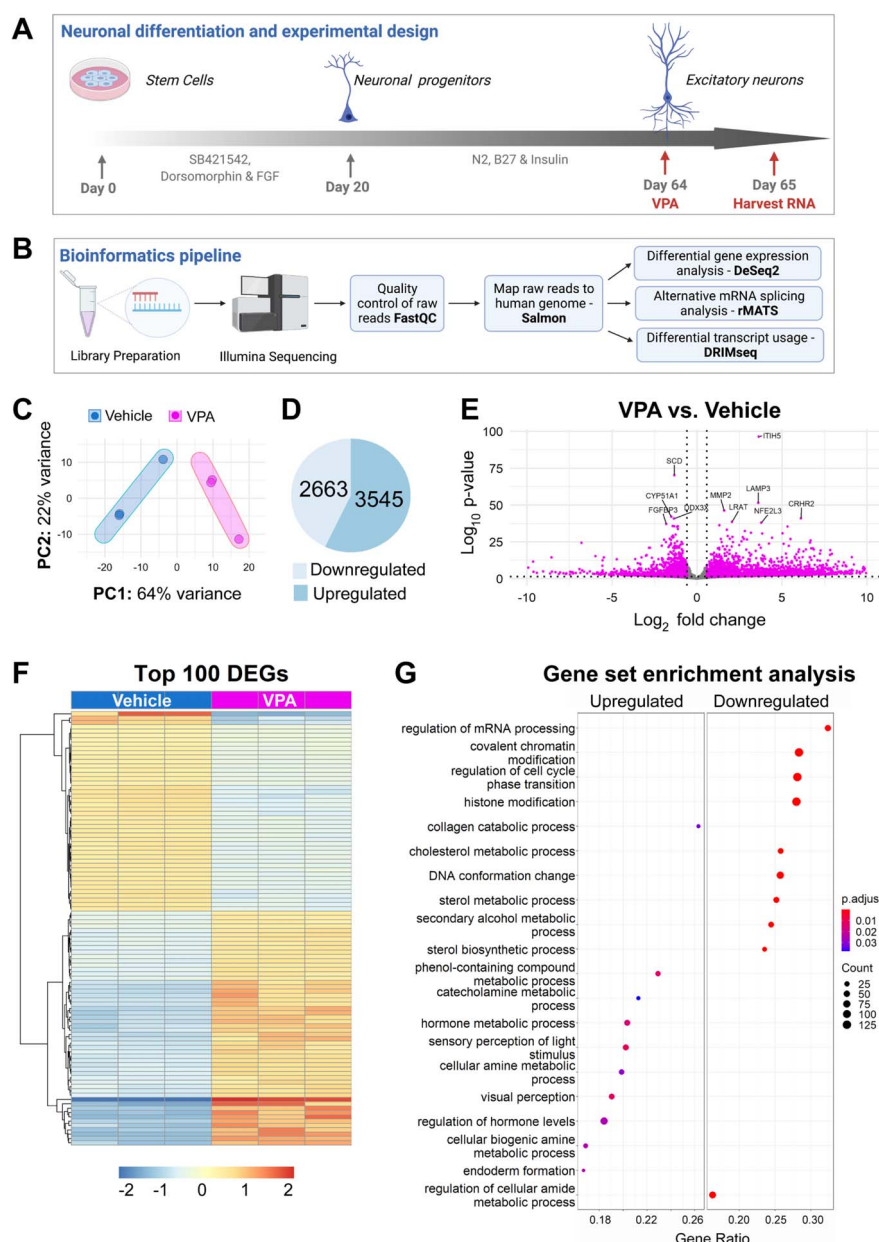 A
Neuronal differentiation and experimental design
Stem Cells
Neuronal progenitors
Excitatory neurons
SB421542,
Dorsomorphin & FGF
N2, B27 & Insulin
Day 0
Day 20
Day 64
VPA
Day 65
Harvest RNA
B
Bioinformatics pipeline
Library Preparation
Illumina Sequencing
Quality
control of raw
reads FastQC
Map raw reads to
human genome -
Salmon
Differential gene expression
analysis - DeSeq2
Alternative mRNA splicing
analysis - rMATS
Differential transcript usage -
DRIMseq
C
Vehicle
VPA
PC2: 22% variance
10
0
-10
-20
-10
0
10
20
PC1: 64% variance
D
2663
3545
Downregulated
Upregulated
E
VPA vs. Vehicle
Log10 p-value
100
75
50
25
0
ITIH5
SCD
LAMP3
CYP51A1
MMP2
CRHR2
FGFBP3
DDX3X
LRAT
NFE2L3
-10
-5
0
5
10
Log2 fold change
F
Top 100 DEGs
Vehicle
VPA
-2
-1
0
1
2
G
Gene set enrichment analysis
Upregulated
Downregulated
regulation of mRNA processing
covalent chromatin
modification
regulation of cell cycle
phase transition
histone modification
collagen catabolic process
cholesterol metabolic process
DNA conformation change
sterol metabolic process
secondary alcohol metabolic
process
sterol biosynthetic process
phenol-containing compound
metabolic process
catecholamine metabolic
process
hormone metabolic process
sensory perception of light
stimulus
cellular amine metabolic
process
visual perception
regulation of hormone levels
cellular biogenic amine
metabolic process
endoderm formation
regulation of cellular amide
metabolic process
0.18
0.22
0.26
0.20
0.25
0.30
Gene Ratio
p.adjus
0.01
0.02
0.03
Count
25
50
75
100
125